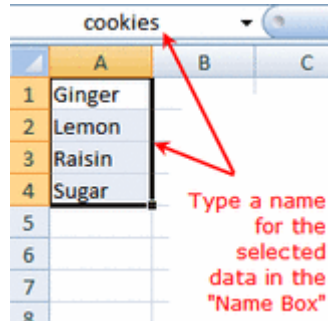 cookies
A B C
1 Ginger
2 Lemon
3 Raisin
4 Sugar
5
6
7
8
Type a name
for the
selected
data in the
"Name Box"